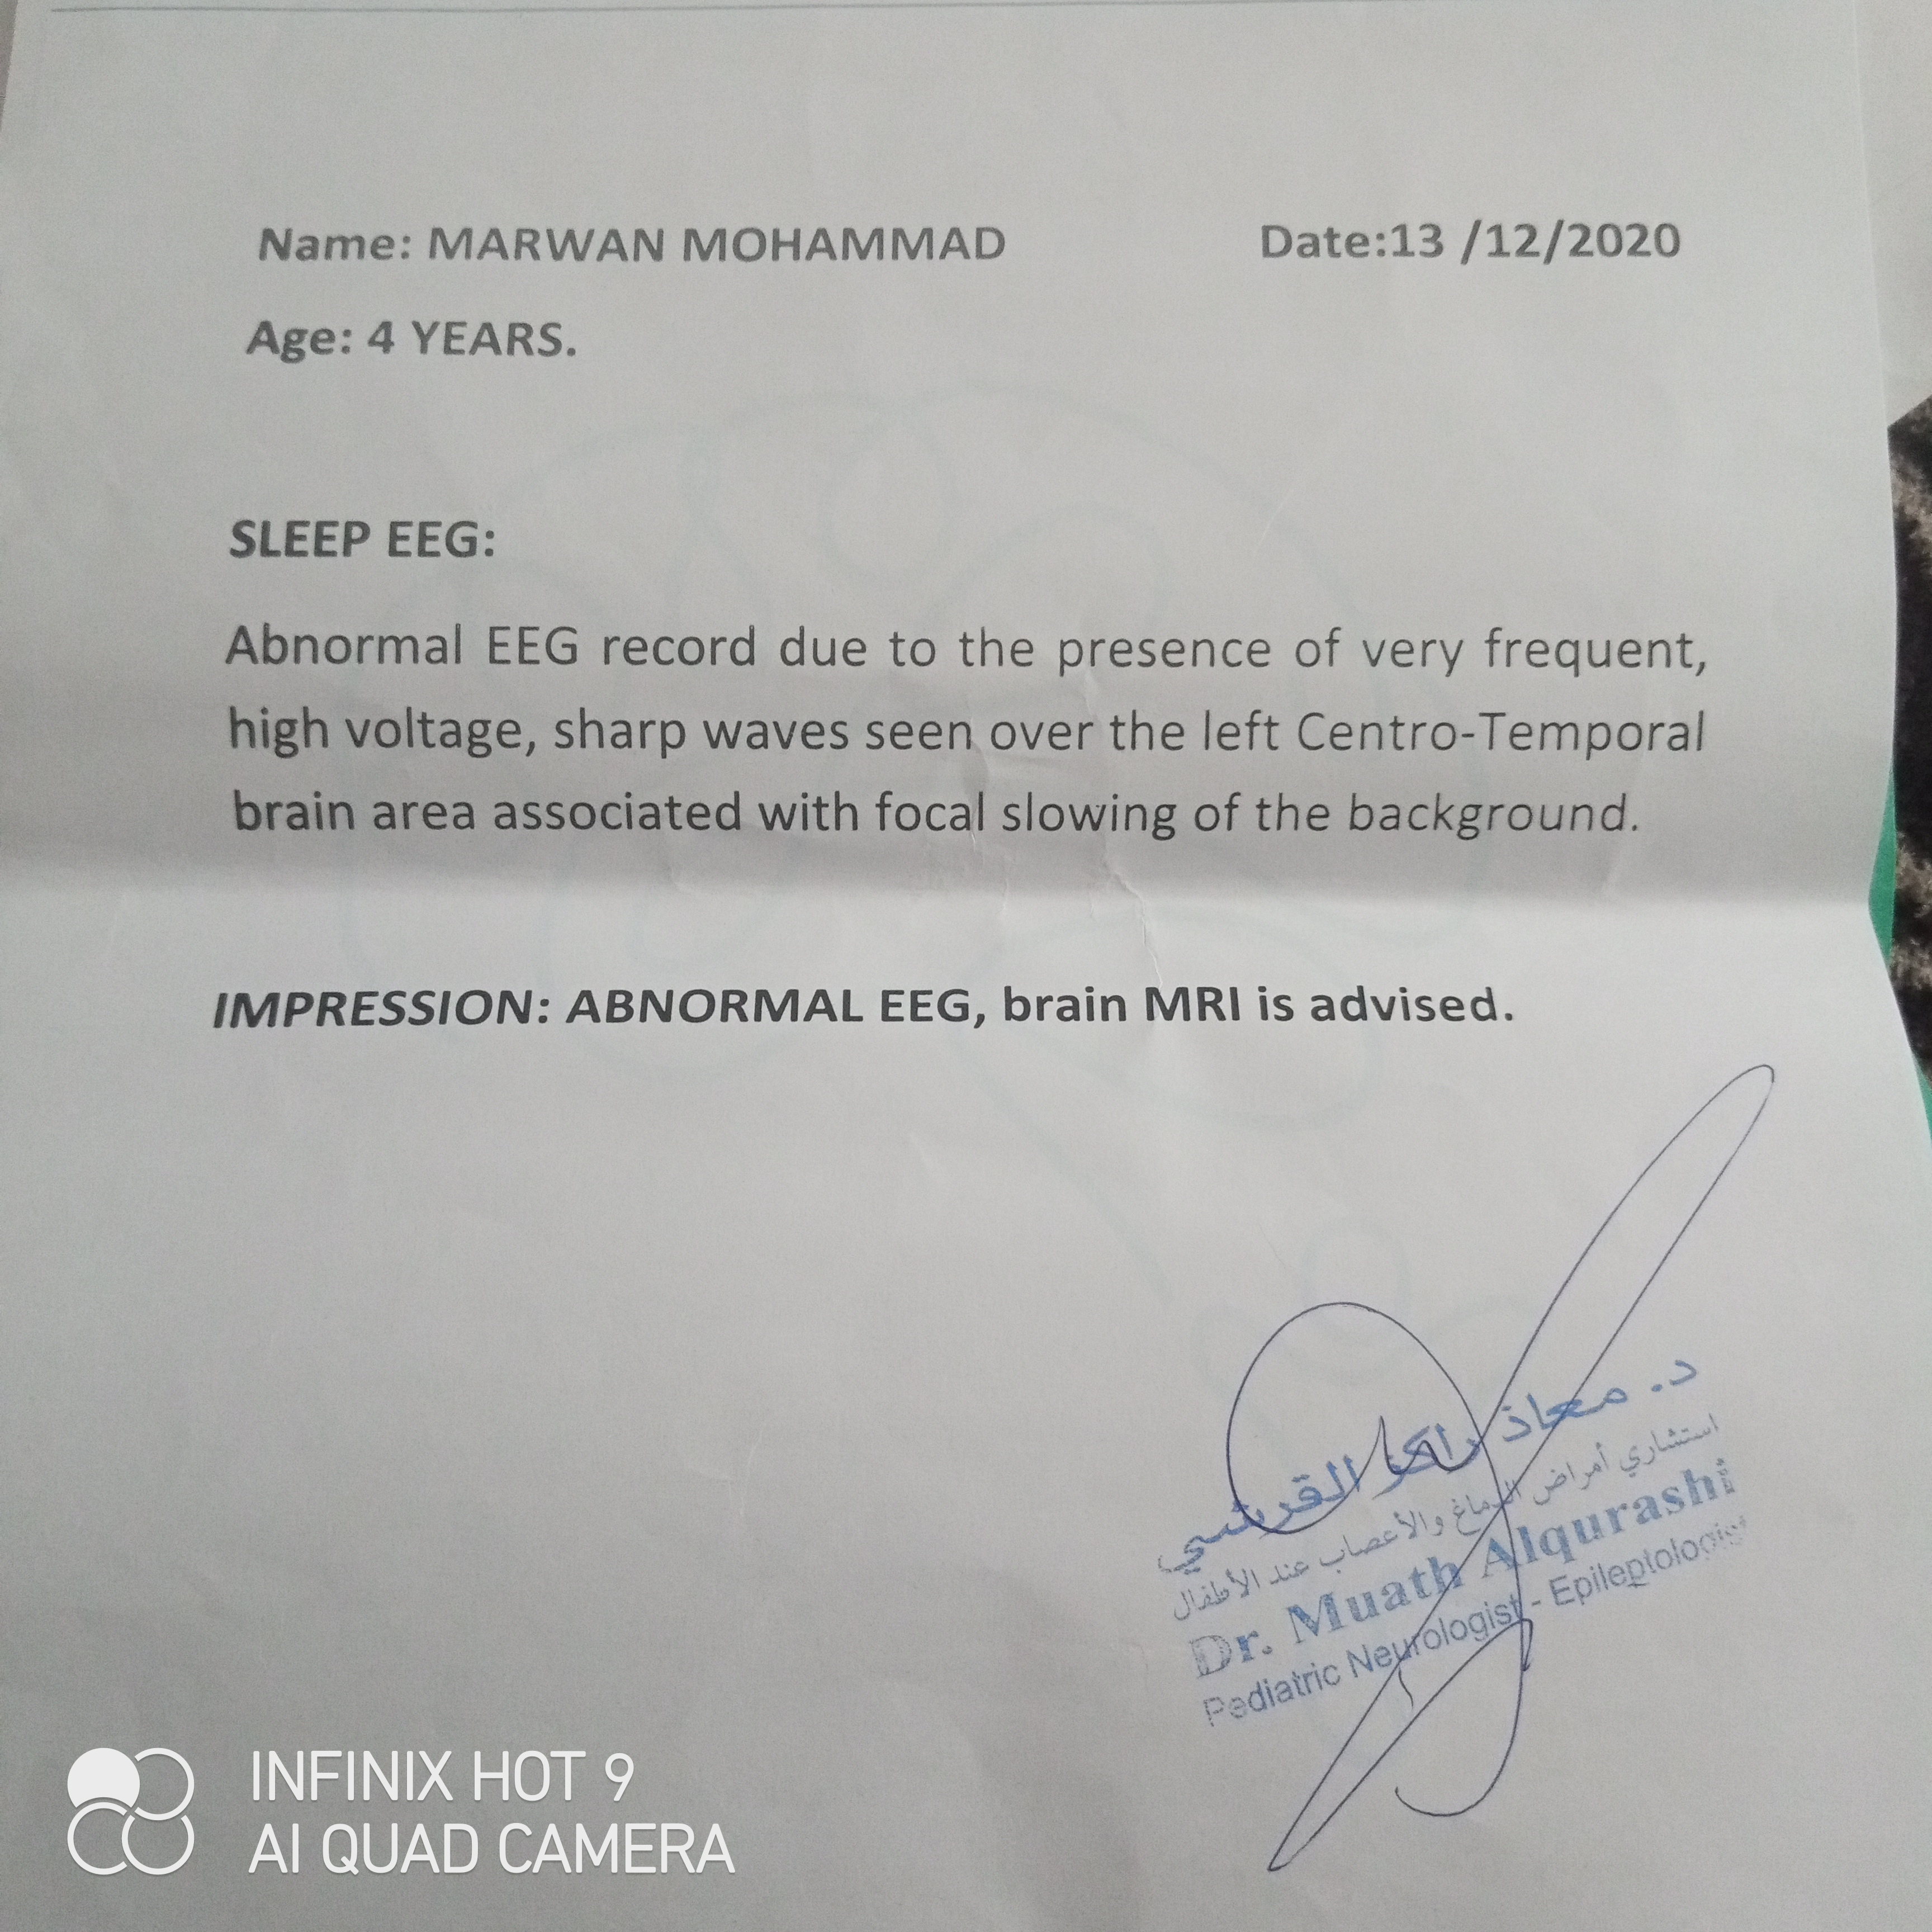 Name: MARWAN MOHAMMAD Date:13 /12/2020
Age: 4 YEARS.
SLEEP EEG:
Abnormal EEG record due to the presence of very frequent,
high voltage, sharp waves seen over the left Centro-Temporal
brain area associated with focal slowing of the background.
IMPRESSION: ABNORMAL EEG, brain MRI is advised.
د. معاذ شاكر القرشي
استشاري أمراض الدماغ والأعصاب عند الأطفال
Dr. Muath Alqurashi
Pediatric Neurologist - Epileptologist
INFINIX HOT 9
AI QUAD CAMERA